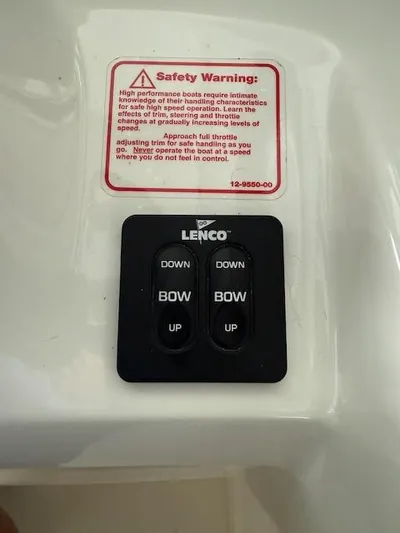 Safety Warning:
High performance boats require intimate
knowledge of their handling characteristics
for safe high speed operation. Learn the
effects of trim, steering and throttle
changes at gradually increasing levels of
speed.
Approach full throttle
adjusting trim for safe handling as you
go. Never operate the boat at a speed
where you do not feel in control.
12-9550-00
LENCO™
DOWN DOWN
BOW BOW
UP UP